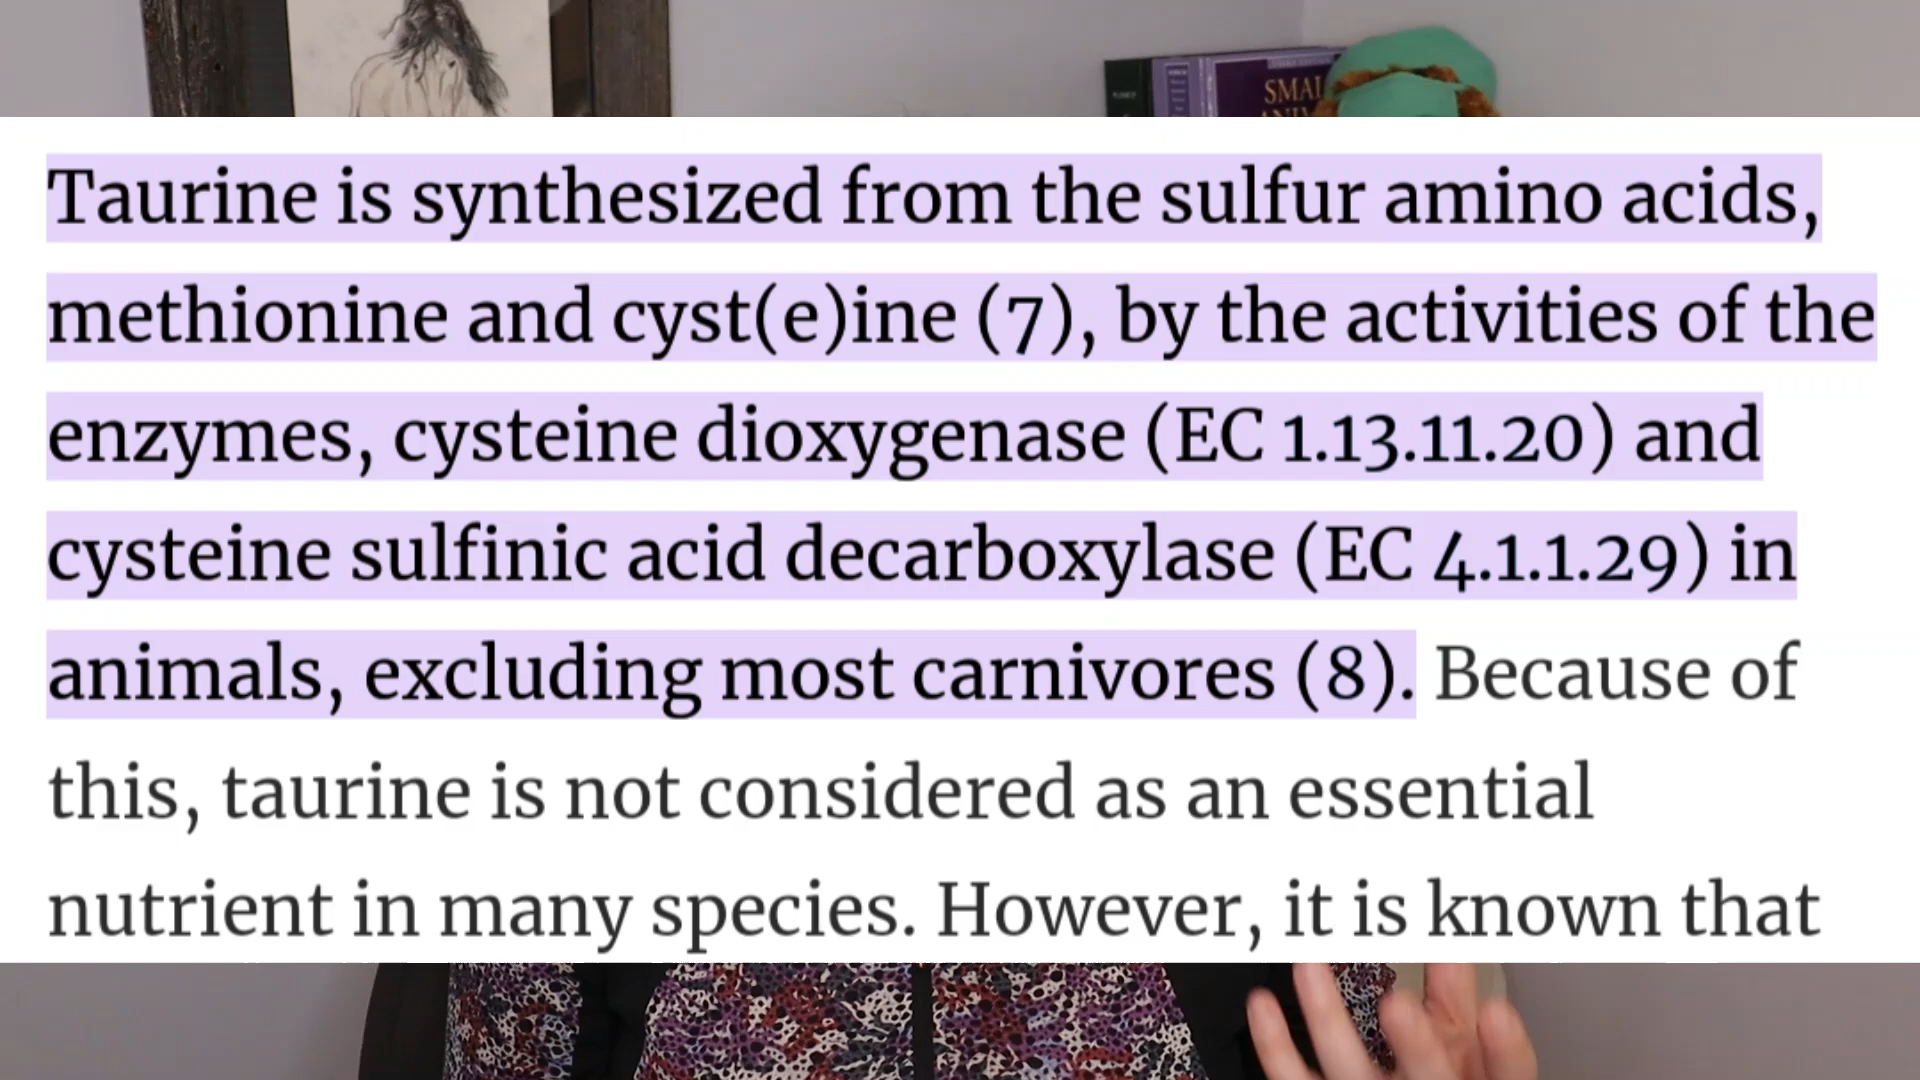 SMAL
Taurine is synthesized from the sulfur amino acids,
methionine and cyst(e)ine (7), by the activities of the
enzymes, cysteine dioxygenase (EC 1.13.11.20) and
cysteine sulfinic acid decarboxylase (EC 4.1.1.29) in
animals, excluding most carnivores (8). Because of
this, taurine is not considered as an essential
nutrient in many species. However, it is known that